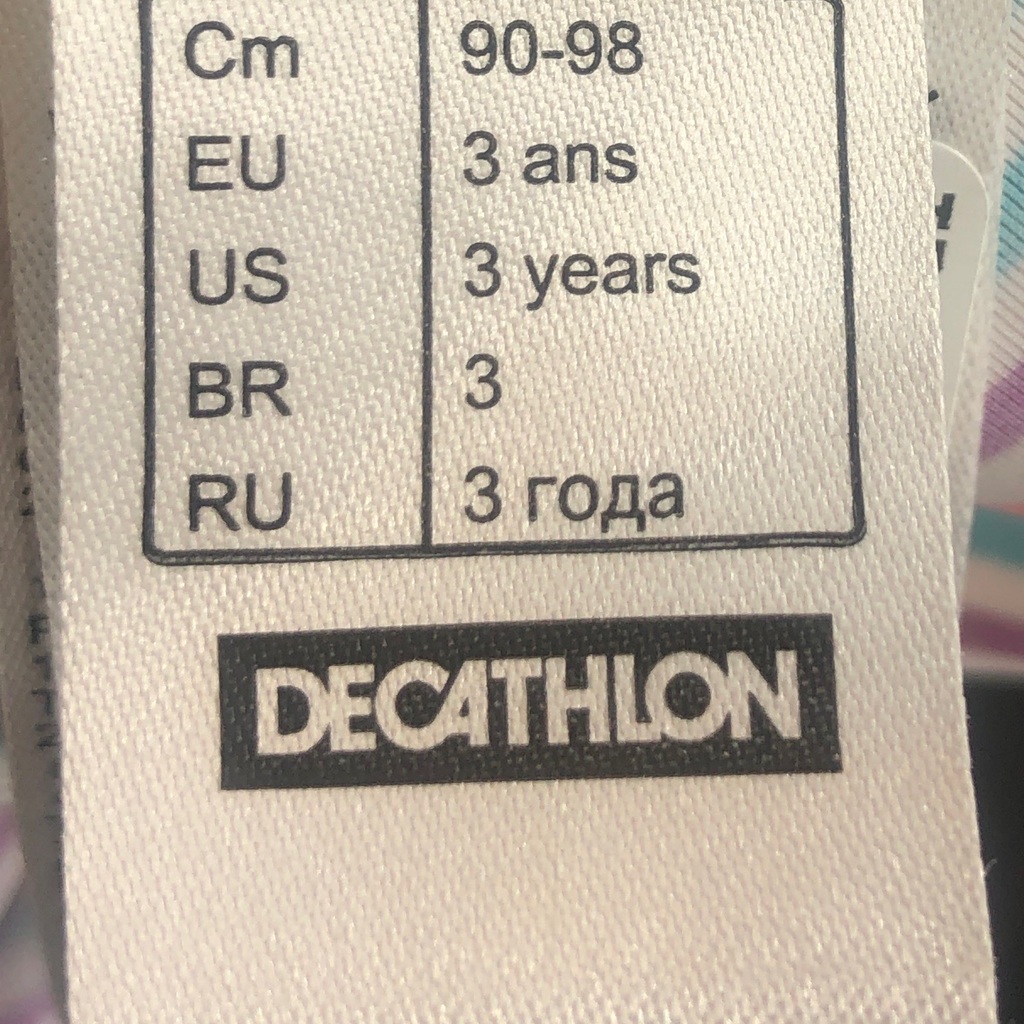 Cm 90-98
EU 3 ans
US 3 years
BR 3
RU 3 года
DECATHLON